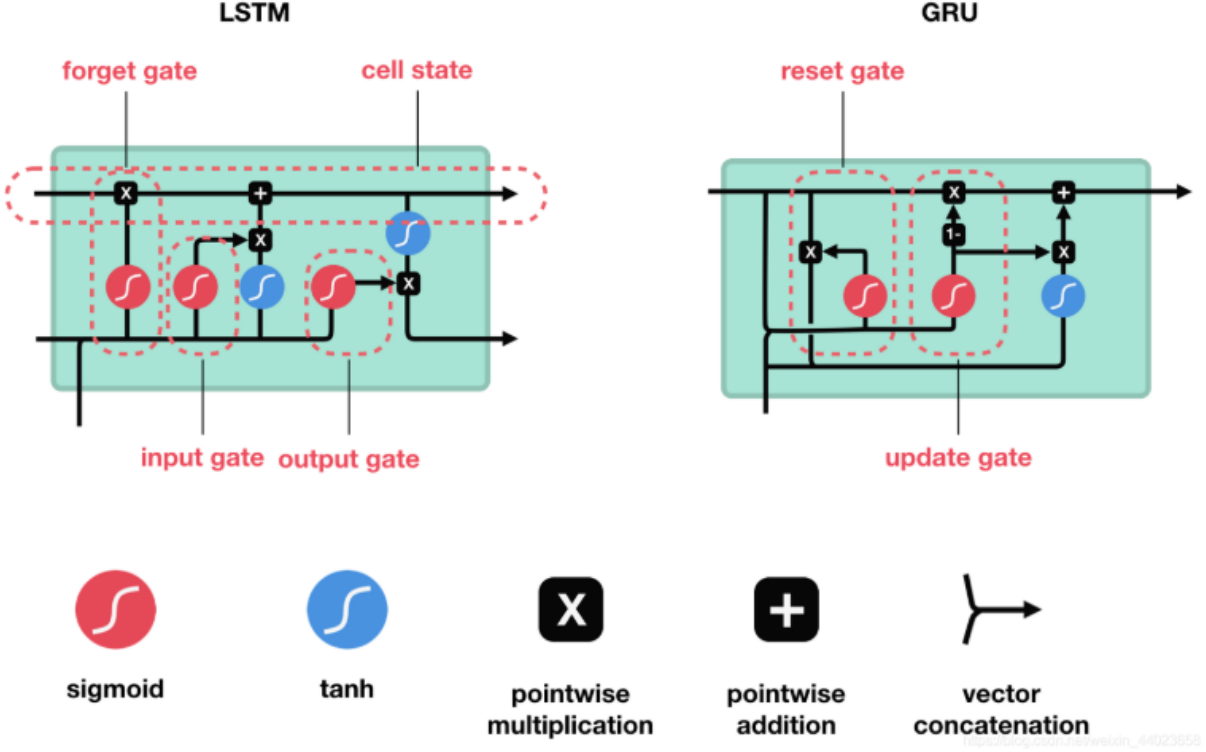 LSTM
GRU
forget gate
cell state
reset gate
X
+
X
X
X
+
1-
X
X
input gate
output gate
update gate
X
+
sigmoid
tanh
pointwise
multiplication
pointwise
addition
vector
concatenation